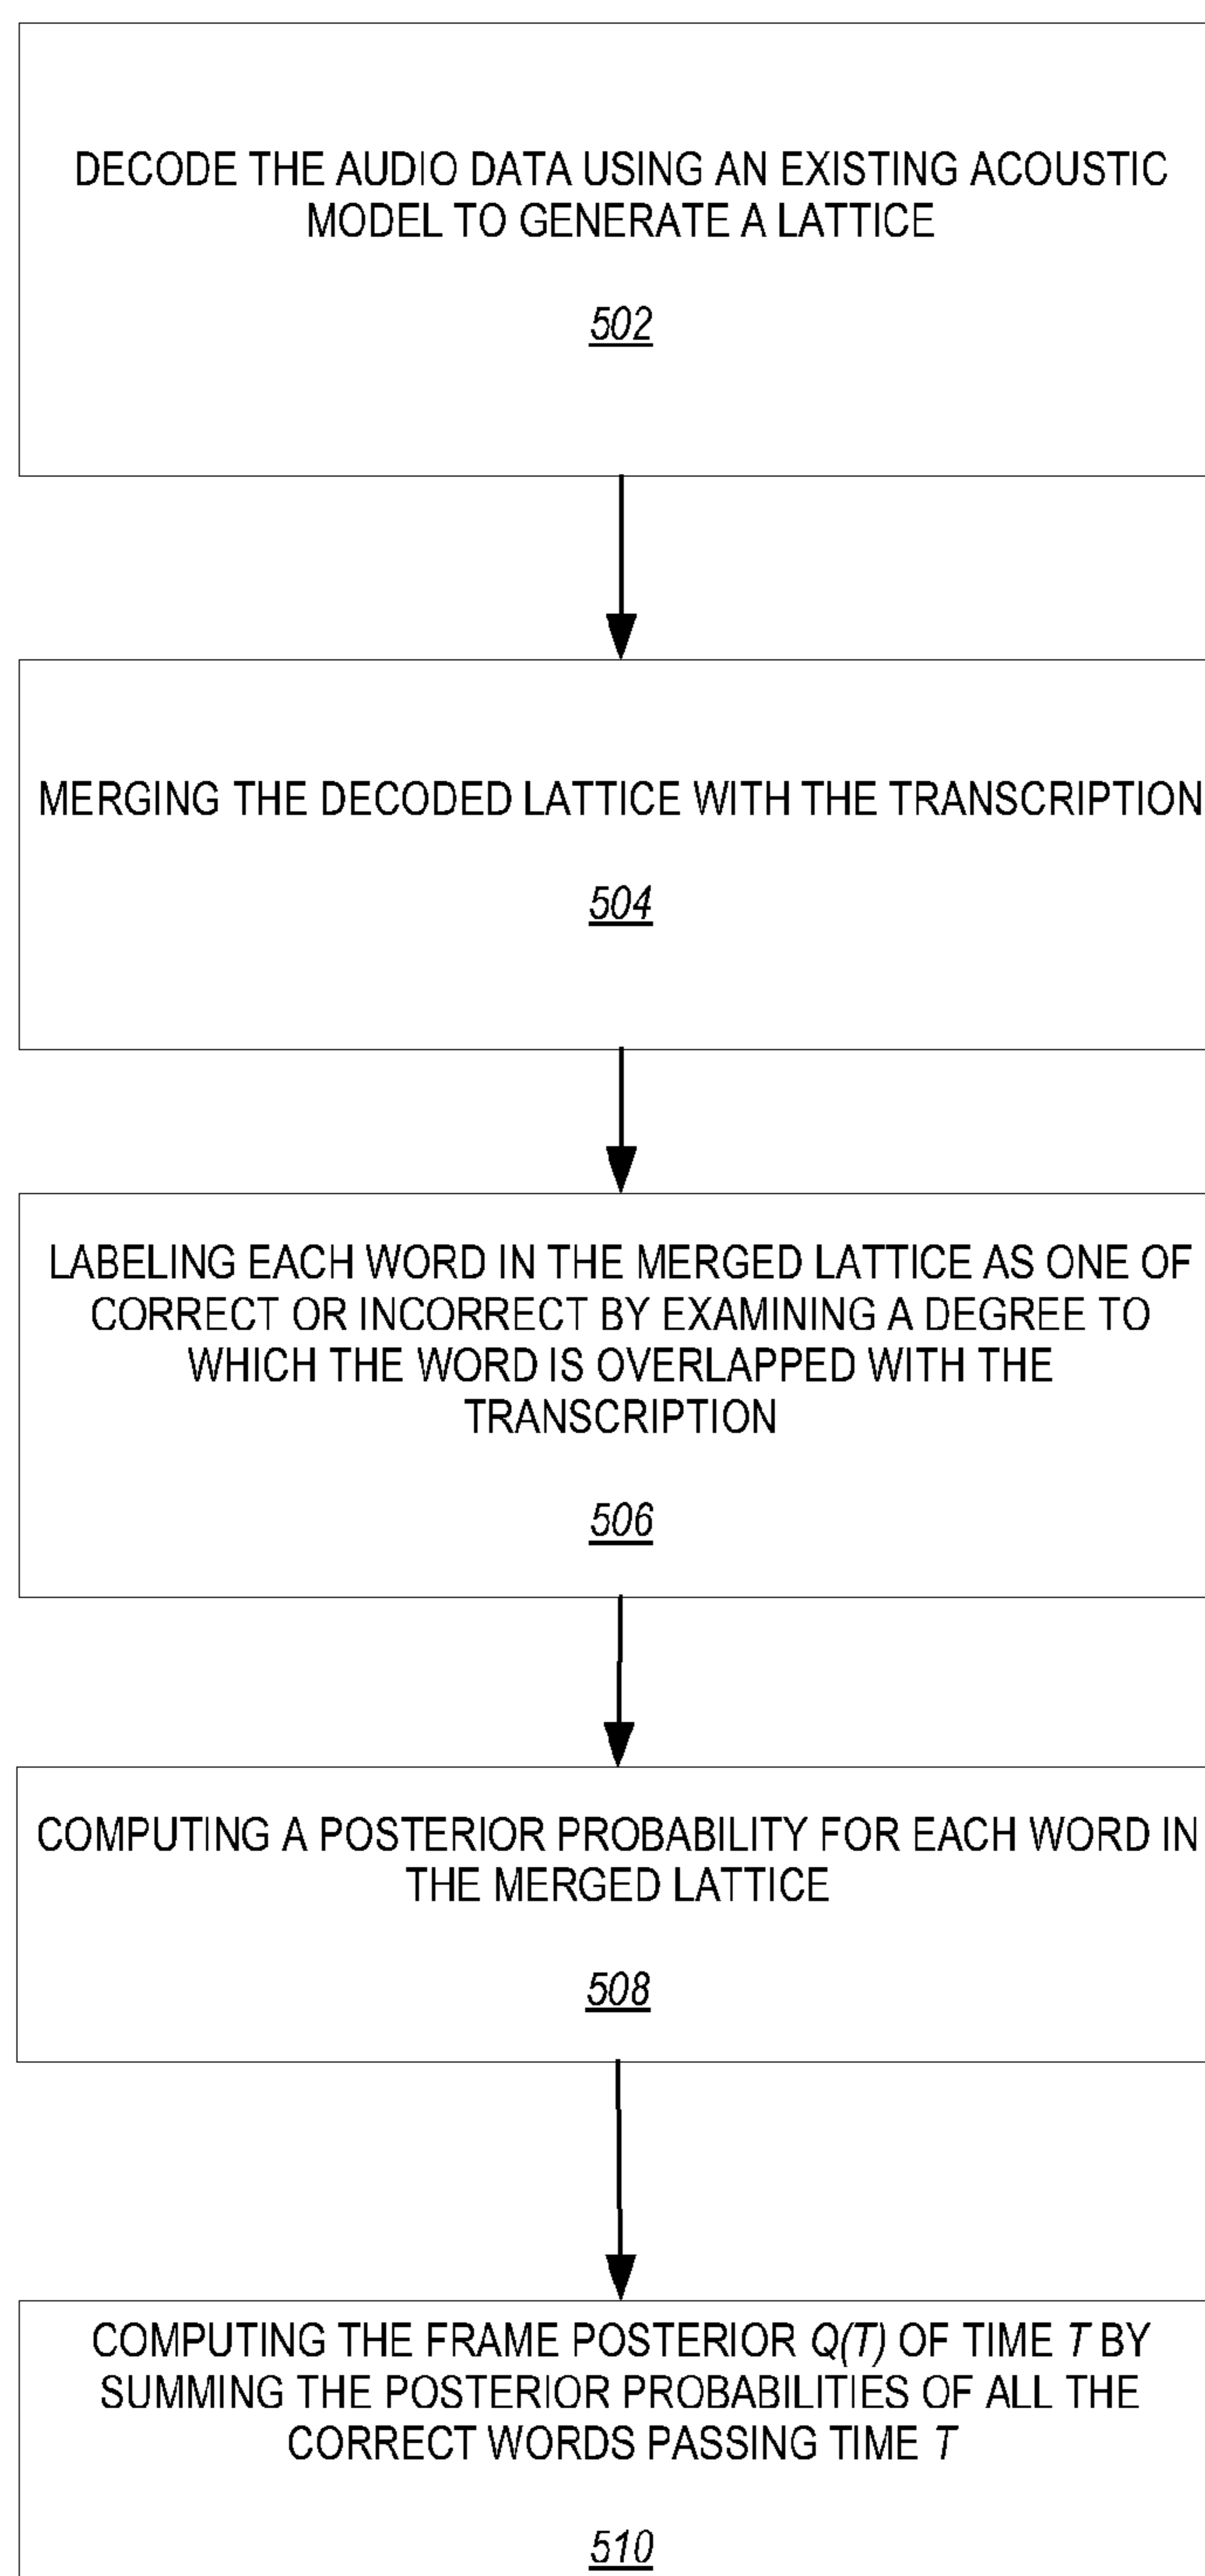 DECODE THE AUDIO DATA USING AN EXISTING ACOUSTIC
MODEL TO GENERATE A LATTICE
502
MERGING THE DECODED LATTICE WITH THE TRANSCRIPTION
504
LABELING EACH WORD IN THE MERGED LATTICE AS ONE OF
CORRECT OR INCORRECT BY EXAMINING A DEGREE TO
WHICH THE WORD IS OVERLAPPED WITH THE
TRANSCRIPTION
506
COMPUTING A POSTERIOR PROBABILITY FOR EACH WORD IN
THE MERGED LATTICE
508
COMPUTING THE FRAME POSTERIOR Q(T) OF TIME T BY
SUMMING THE POSTERIOR PROBABILITIES OF ALL THE
CORRECT WORDS PASSING TIME T
510